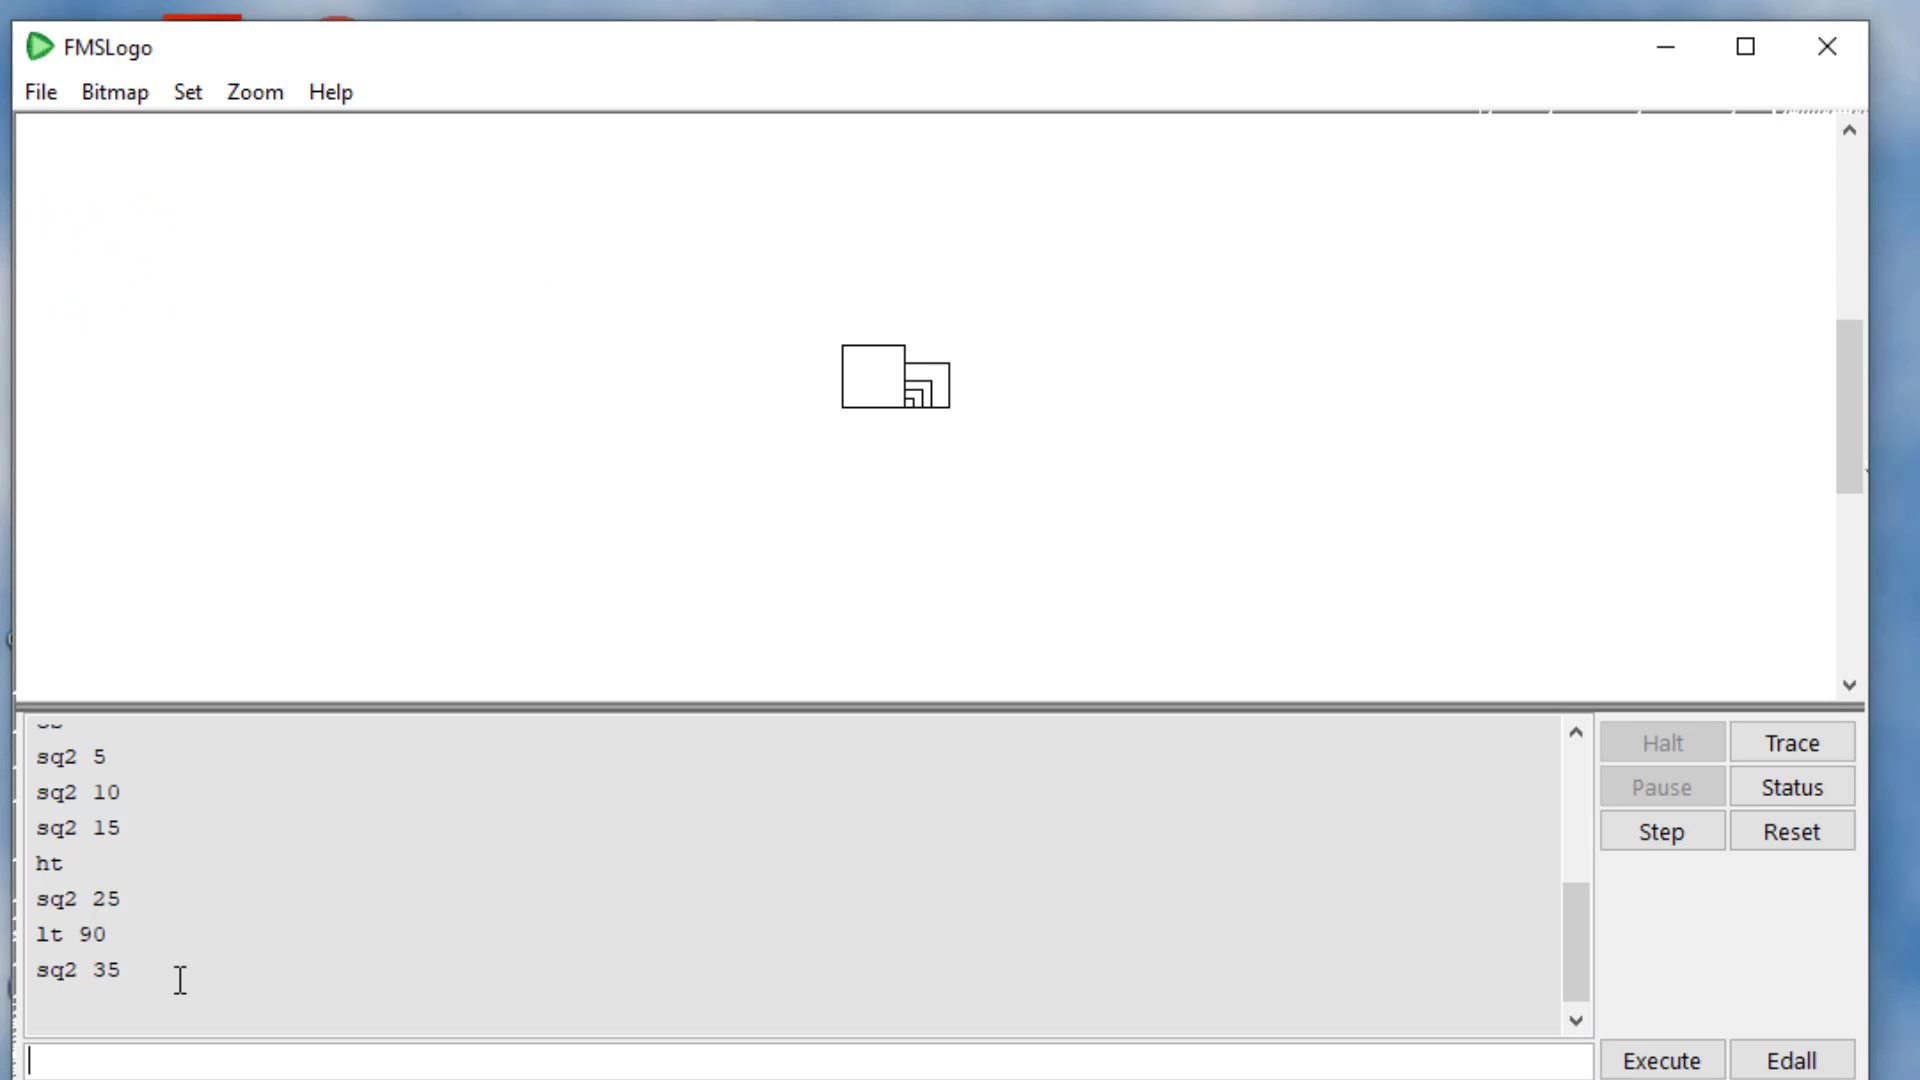 FMSLogo
File Bitmap Set Zoom Help
sq2 5
sq2 10
sq2 15
ht
sq2 25
lt 90
sq2 35
Halt Trace
Pause Status
Step Reset
Execute Edall